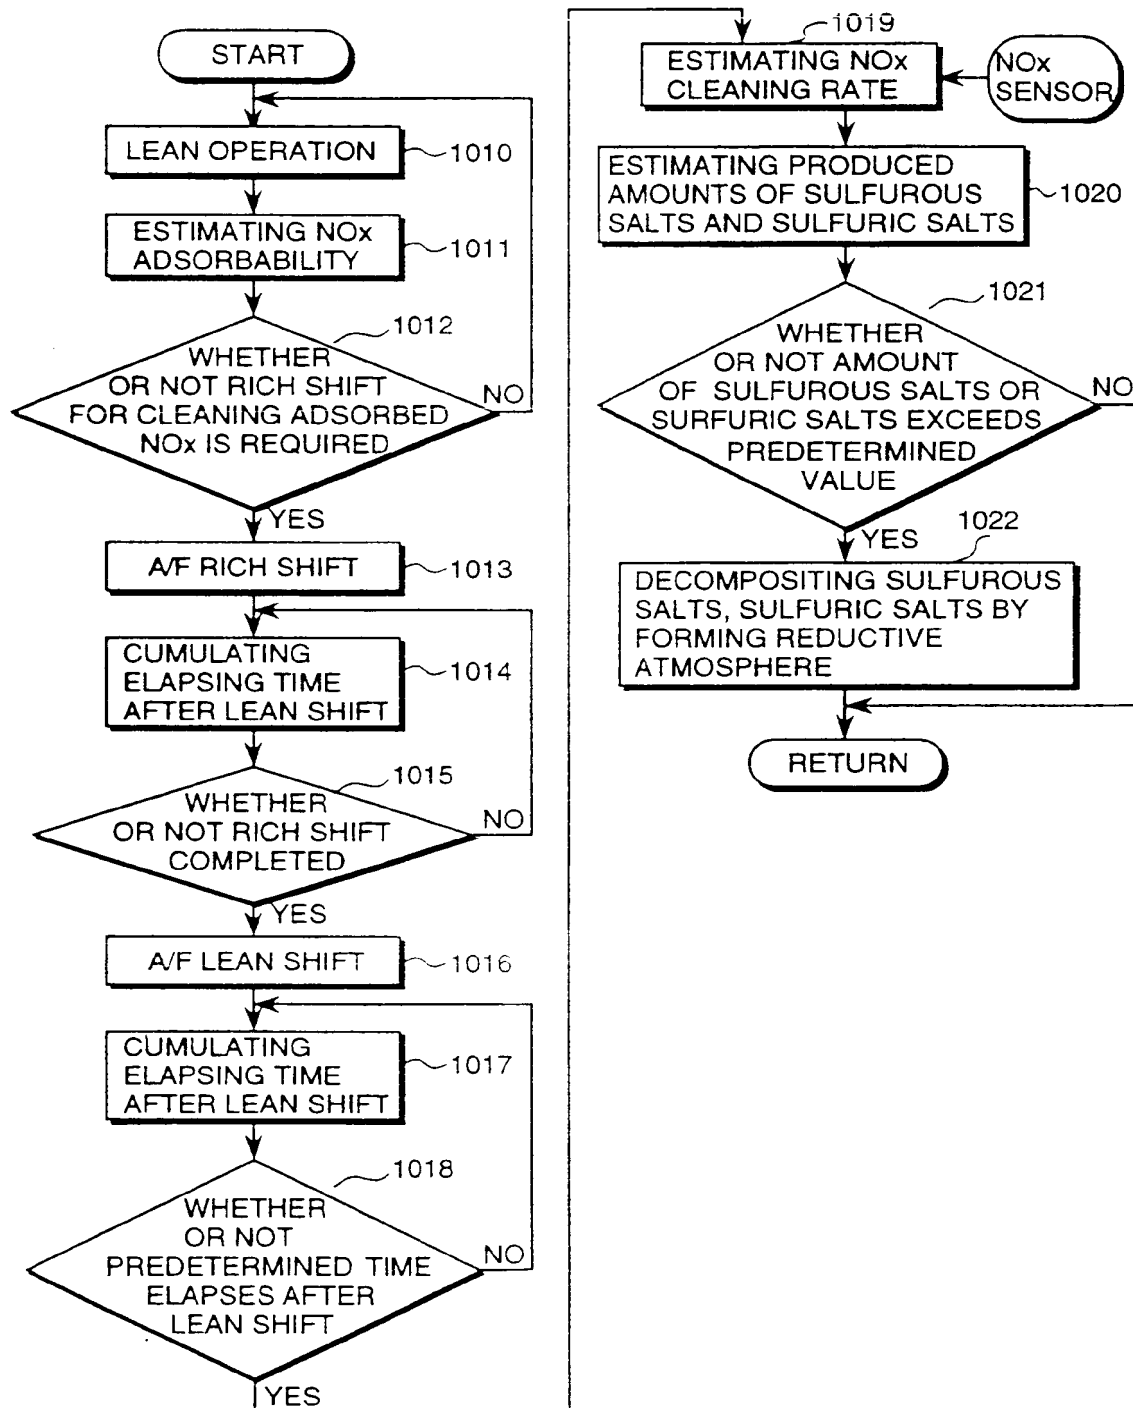 START
LEAN OPERATION
1010
ESTIMATING NOx
ADSORBABILITY
1011
1012
WHETHER
OR NOT RICH SHIFT
FOR CLEANING ADSORBED
NOx IS REQUIRED
NO
YES
A/F RICH SHIFT
1013
CUMULATING
ELAPSING TIME
AFTER LEAN SHIFT
1014
1015
WHETHER
OR NOT RICH SHIFT
COMPLETED
NO
YES
A/F LEAN SHIFT
1016
CUMULATING
ELAPSING TIME
AFTER LEAN SHIFT
1017
1018
WHETHER
OR NOT
PREDETERMINED TIME
ELAPSES AFTER
LEAN SHIFT
NO
YES
1019
ESTIMATING NOx
CLEANING RATE
NOx
SENSOR
ESTIMATING PRODUCED
AMOUNTS OF SULFUROUS
SALTS AND SULFURIC SALTS
1020
1021
WHETHER
OR NOT AMOUNT
OF SULFUROUS SALTS OR
SURFURIC SALTS EXCEEDS
PREDETERMINED
VALUE
NO
YES
1022
DECOMPOSITING SULFUROUS
SALTS, SULFURIC SALTS BY
FORMING REDUCTIVE
ATMOSPHERE
RETURN